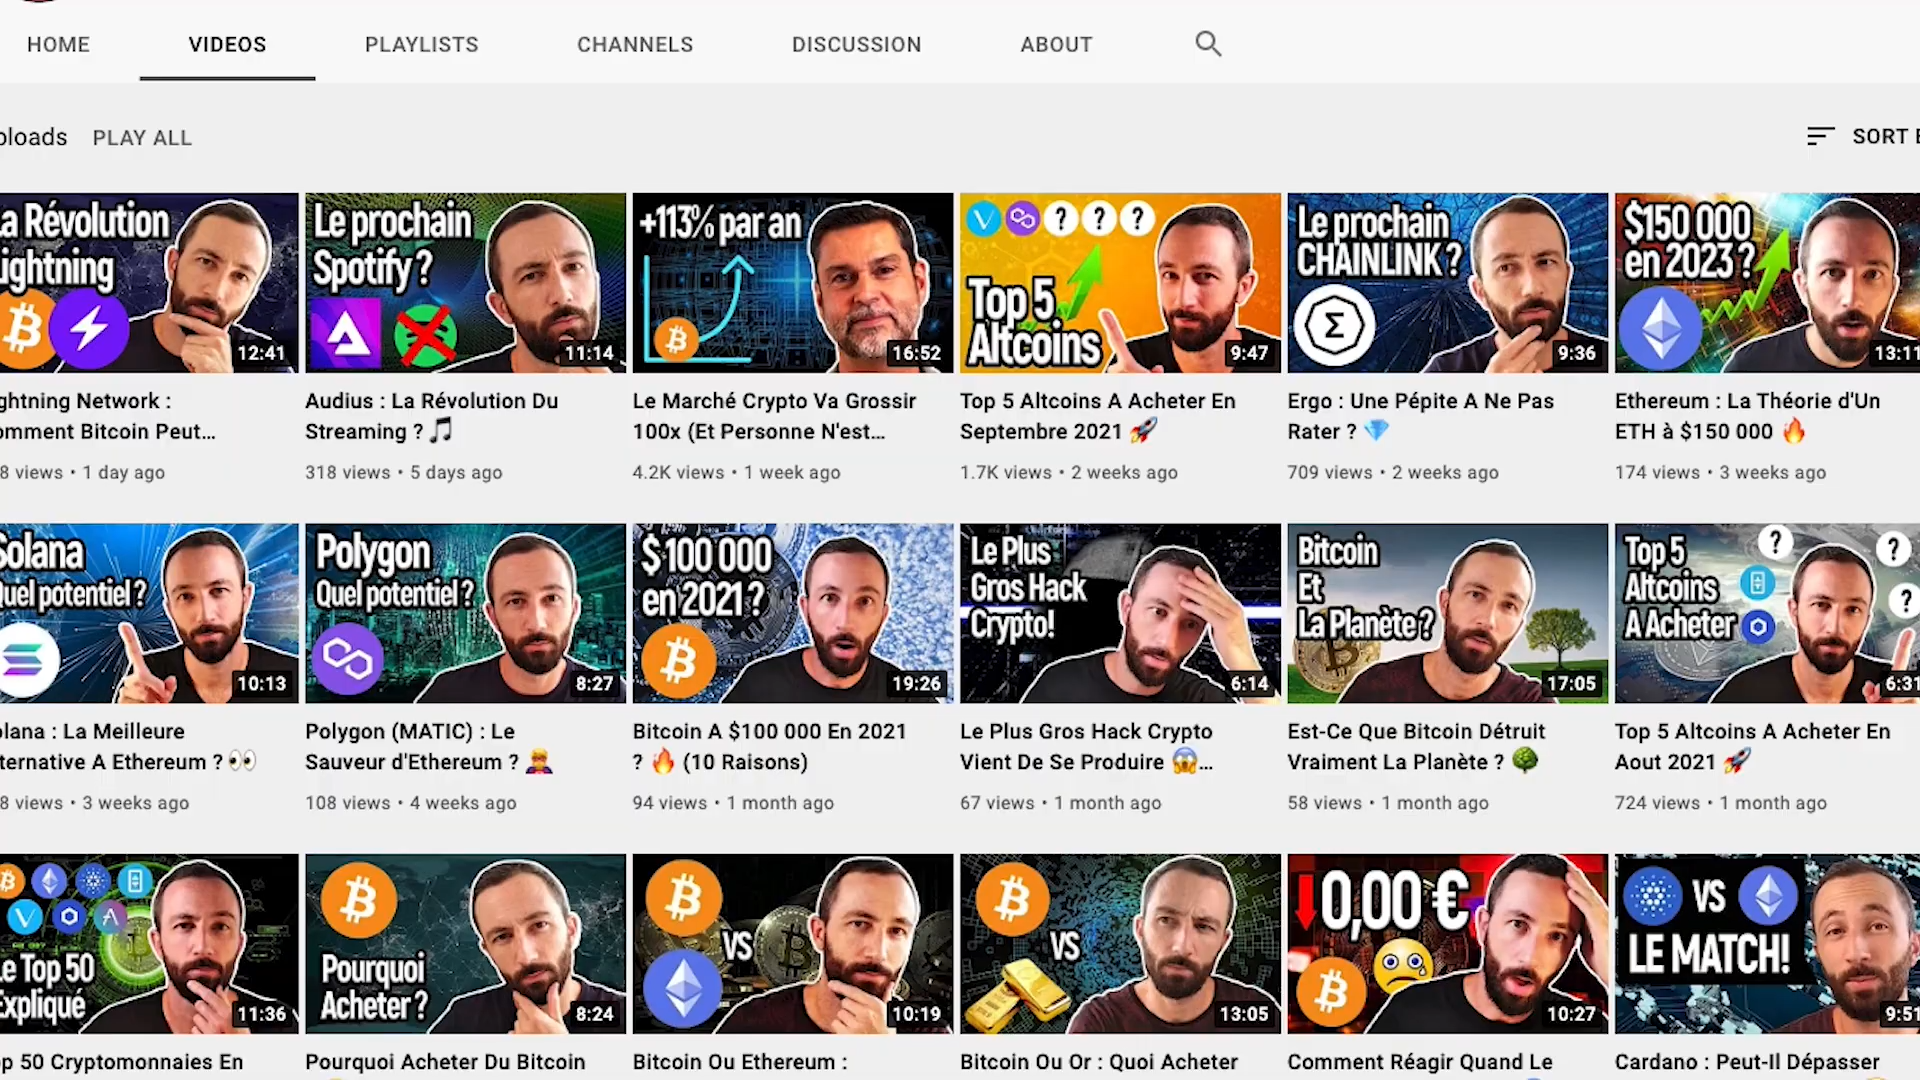 HOME VIDEOS PLAYLISTS CHANNELS DISCUSSION ABOUT
ploads PLAY ALL SORT
a Révolution
ightning
12:41
Le prochain
Spotify ?
11:14
+113% par an
16:52
Top 5
Altcoins
9:47
Le prochain
CHAINLINK ?
9:36
$150 000
en 2023 ?
13:11
ghtning Network :
omment Bitcoin Peut...
8 views • 1 day ago
Audius : La Révolution Du
Streaming ? 🎵
318 views • 5 days ago
Le Marché Crypto Va Grossir
100x (Et Personne N'est...
4.2K views • 1 week ago
Top 5 Altcoins A Acheter En
Septembre 2021 🚀
1.7K views • 2 weeks ago
Ergo : Une Pépite A Ne Pas
Rater ? 💎
709 views • 2 weeks ago
Ethereum : La Théorie d'Un
ETH à $150 000 🔥
174 views • 3 weeks ago
Solana
Quel potentiel ?
10:13
Polygon
Quel potentiel ?
8:27
$ 100 000
en 2021 ?
19:26
Le Plus
Gros Hack
Crypto!
6:14
Bitcoin
Et
La Planète ?
17:05
Top 5
Altcoins
A Acheter
6:31
olana : La Meilleure
ternative A Ethereum ? 👀
8 views • 3 weeks ago
Polygon (MATIC) : Le
Sauveur d'Ethereum ? 🦸
108 views • 4 weeks ago
Bitcoin A $100 000 En 2021
? 🔥 (10 Raisons)
94 views • 1 month ago
Le Plus Gros Hack Crypto
Vient De Se Produire 😱...
67 views • 1 month ago
Est-Ce Que Bitcoin Détruit
Vraiment La Planète ? 🌳
58 views • 1 month ago
Top 5 Altcoins A Acheter En
Aout 2021 🚀
724 views • 1 month ago
Le Top 50
Expliqué
11:36
Pourquoi
Acheter ?
8:24
VS
10:19
VS
13:05
0,00 €
10:27
VS
LE MATCH!
9:51
p 50 Cryptomonnaies En
Pourquoi Acheter Du Bitcoin
Bitcoin Ou Ethereum :
Bitcoin Ou Or : Quoi Acheter
Comment Réagir Quand Le
Cardano : Peut-Il Dépasser